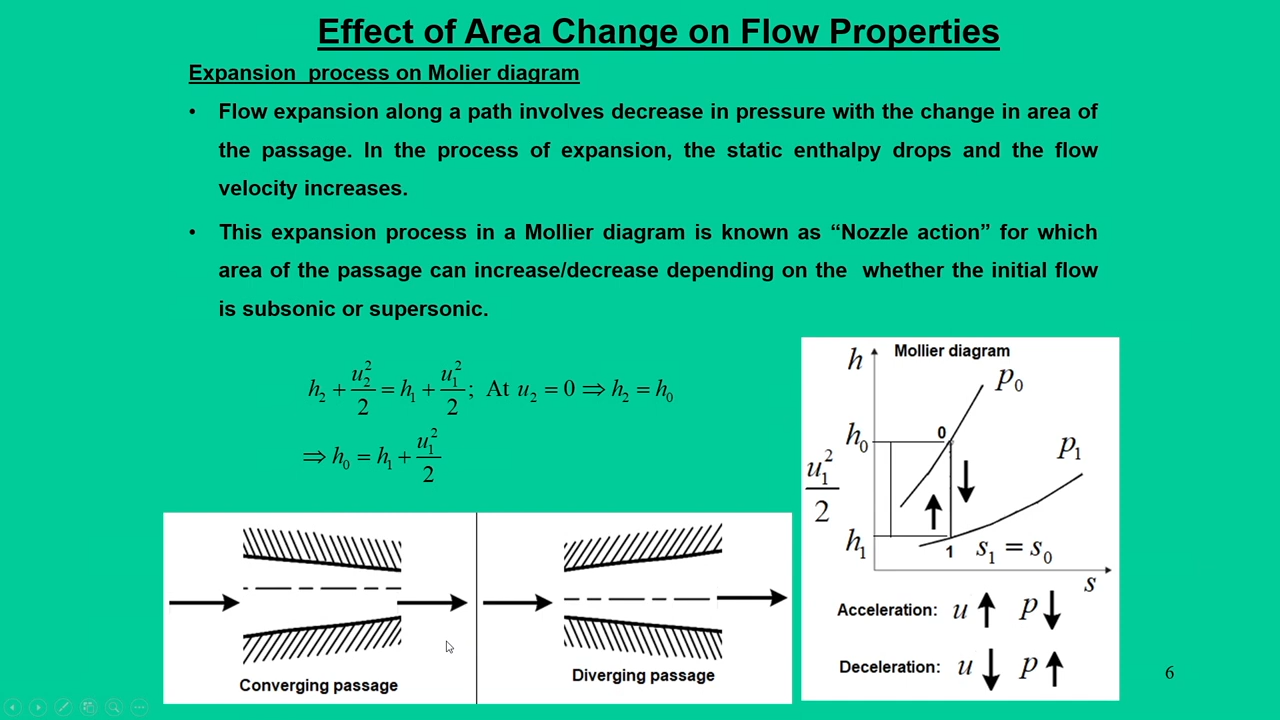 Effect of Area Change on Flow Properties
Expansion process on Molier diagram
• Flow expansion along a path involves decrease in pressure with the change in area of
the passage. In the process of expansion, the static enthalpy drops and the flow
velocity increases.
• This expansion process in a Mollier diagram is known as “Nozzle action” for which
area of the passage can increase/decrease depending on the whether the initial flow
is subsonic or supersonic.
h₂ + u₂²/2 = h₁ + u₁²/2; At u₂ = 0 ⇒ h₂ = h₀
⇒ h₀ = h₁ + u₁²/2
Converging passage
Diverging passage
h Mollier diagram
p₀
h₀ 0
p₁
u₁²/2
h₁ 1 s₁ = s₀
s
Acceleration: u ↑ p ↓
Deceleration: u ↓ p ↑
6